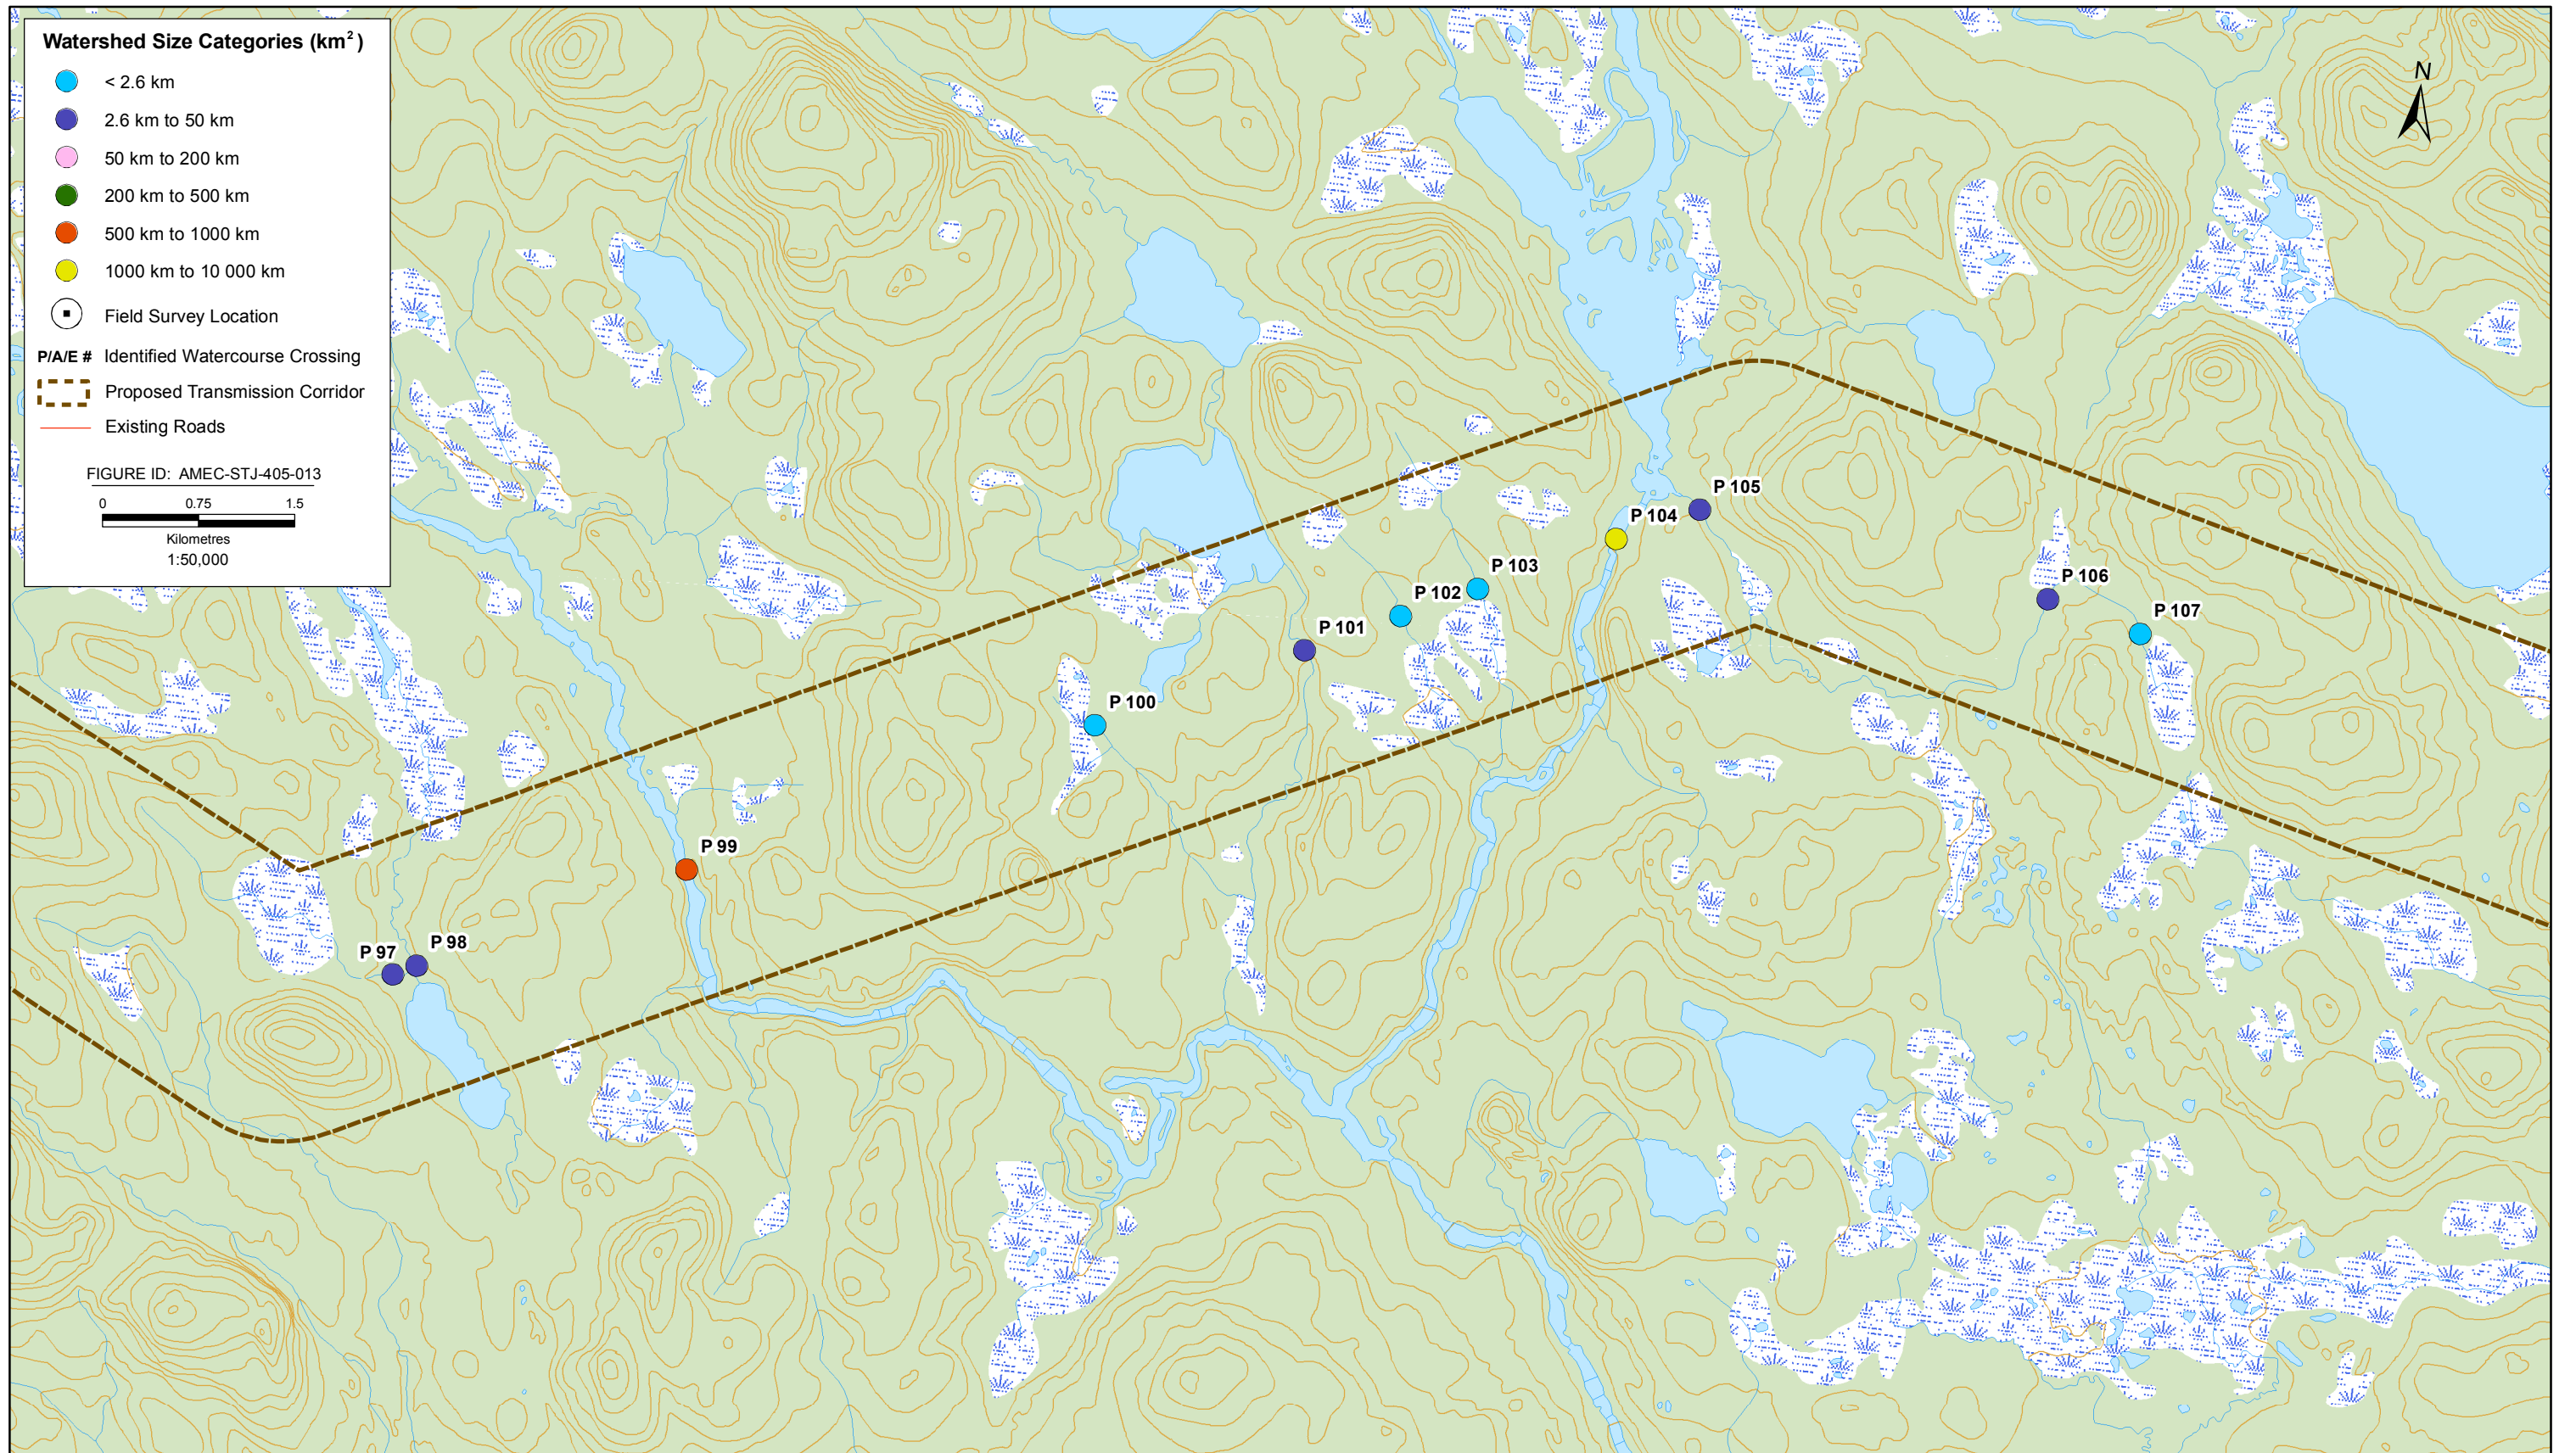 Watershed Size Categories (km²)
< 2.6 km
2.6 km to 50 km
50 km to 200 km
200 km to 500 km
500 km to 1000 km
1000 km to 10 000 km
Field Survey Location
P/A/E # Identified Watercourse Crossing
Proposed Transmission Corridor
Existing Roads
FIGURE ID: AMEC-STJ-405-013
0 0.75 1.5
Kilometres
1:50,000
N
P 105
P 104
P 103
P 106
P 102
P 107
P 101
P 100
P 99
P 98
P 97